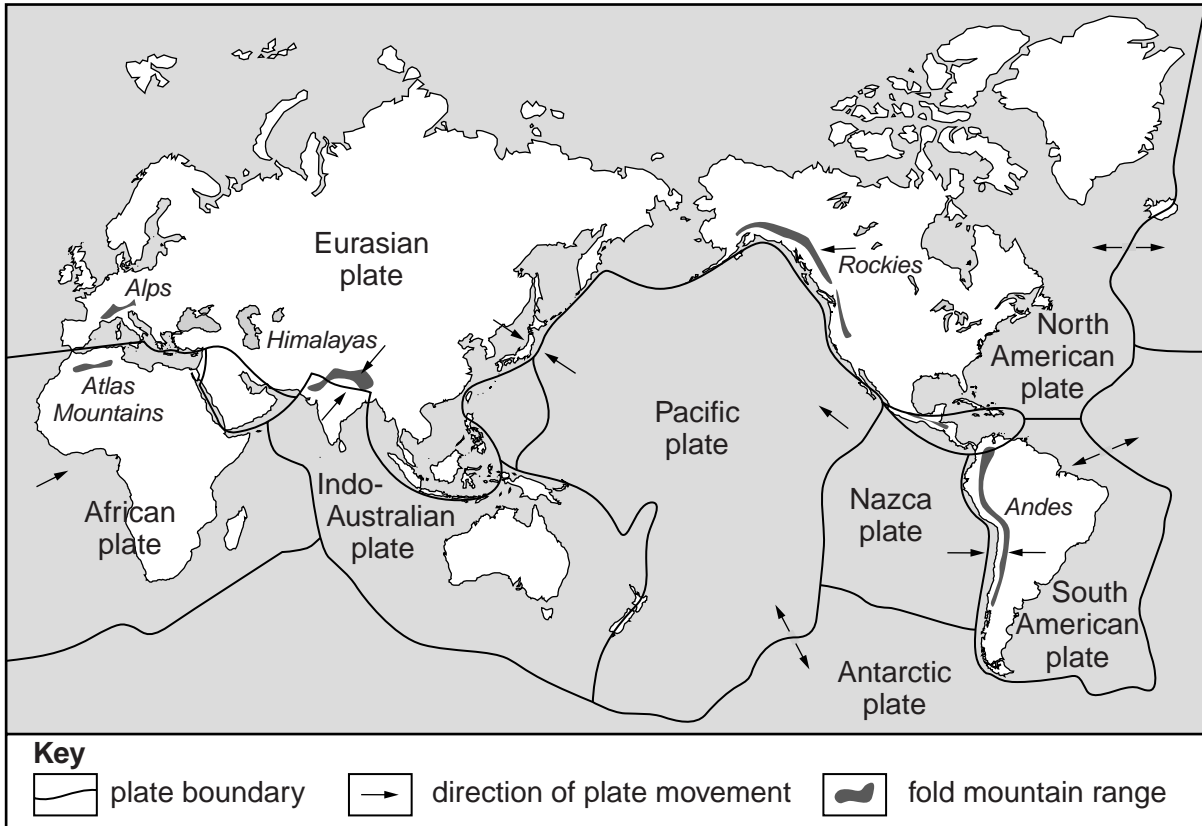 Eurasian
plate
Alps
Himalayas
Atlas
Mountains
African
plate
Indo-
Australian
plate
Pacific
plate
Rockies
North
American
plate
Nazca
plate
Andes
South
American
plate
Antarctic
plate
Key
plate boundary
direction of plate movement
fold mountain range